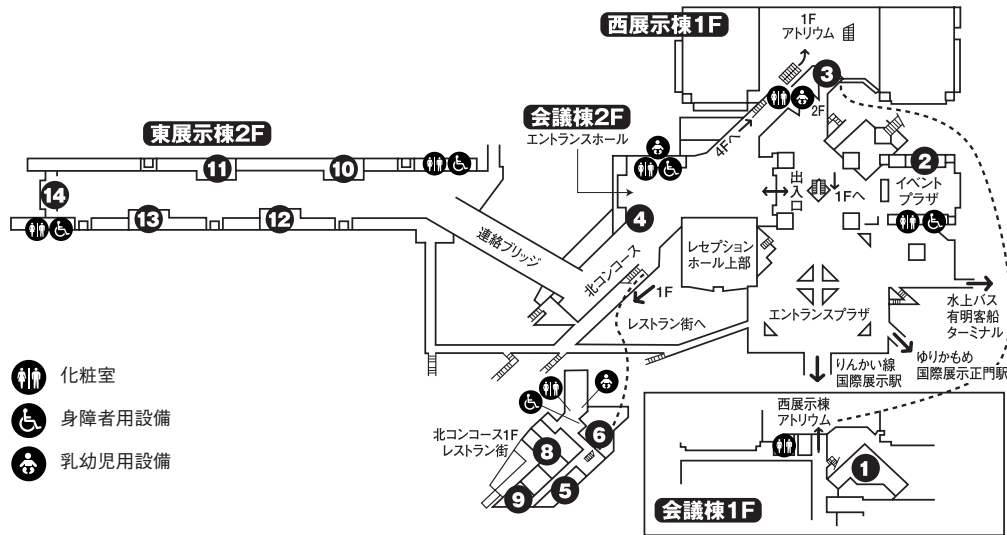 西展示棟1F
1F
アトリウム
3
2F
会議棟2F
エントランスホール
4Fへ
東展示棟2F
11
10
14
13
12
2
イベント
プラザ
出入口
1Fへ
4
連絡ブリッジ
北コンコース
レセプション
ホール上部
1F
レストラン街へ
エントランスプラザ
水上バス
有明客船
ターミナル
りんかい線
国際展示駅
ゆりかもめ
国際展示正門駅
化粧室
身障者用設備
乳幼児用設備
北コンコース1F
レストラン街
6
8
5
9
西展示棟
アトリウム
1
会議棟1F